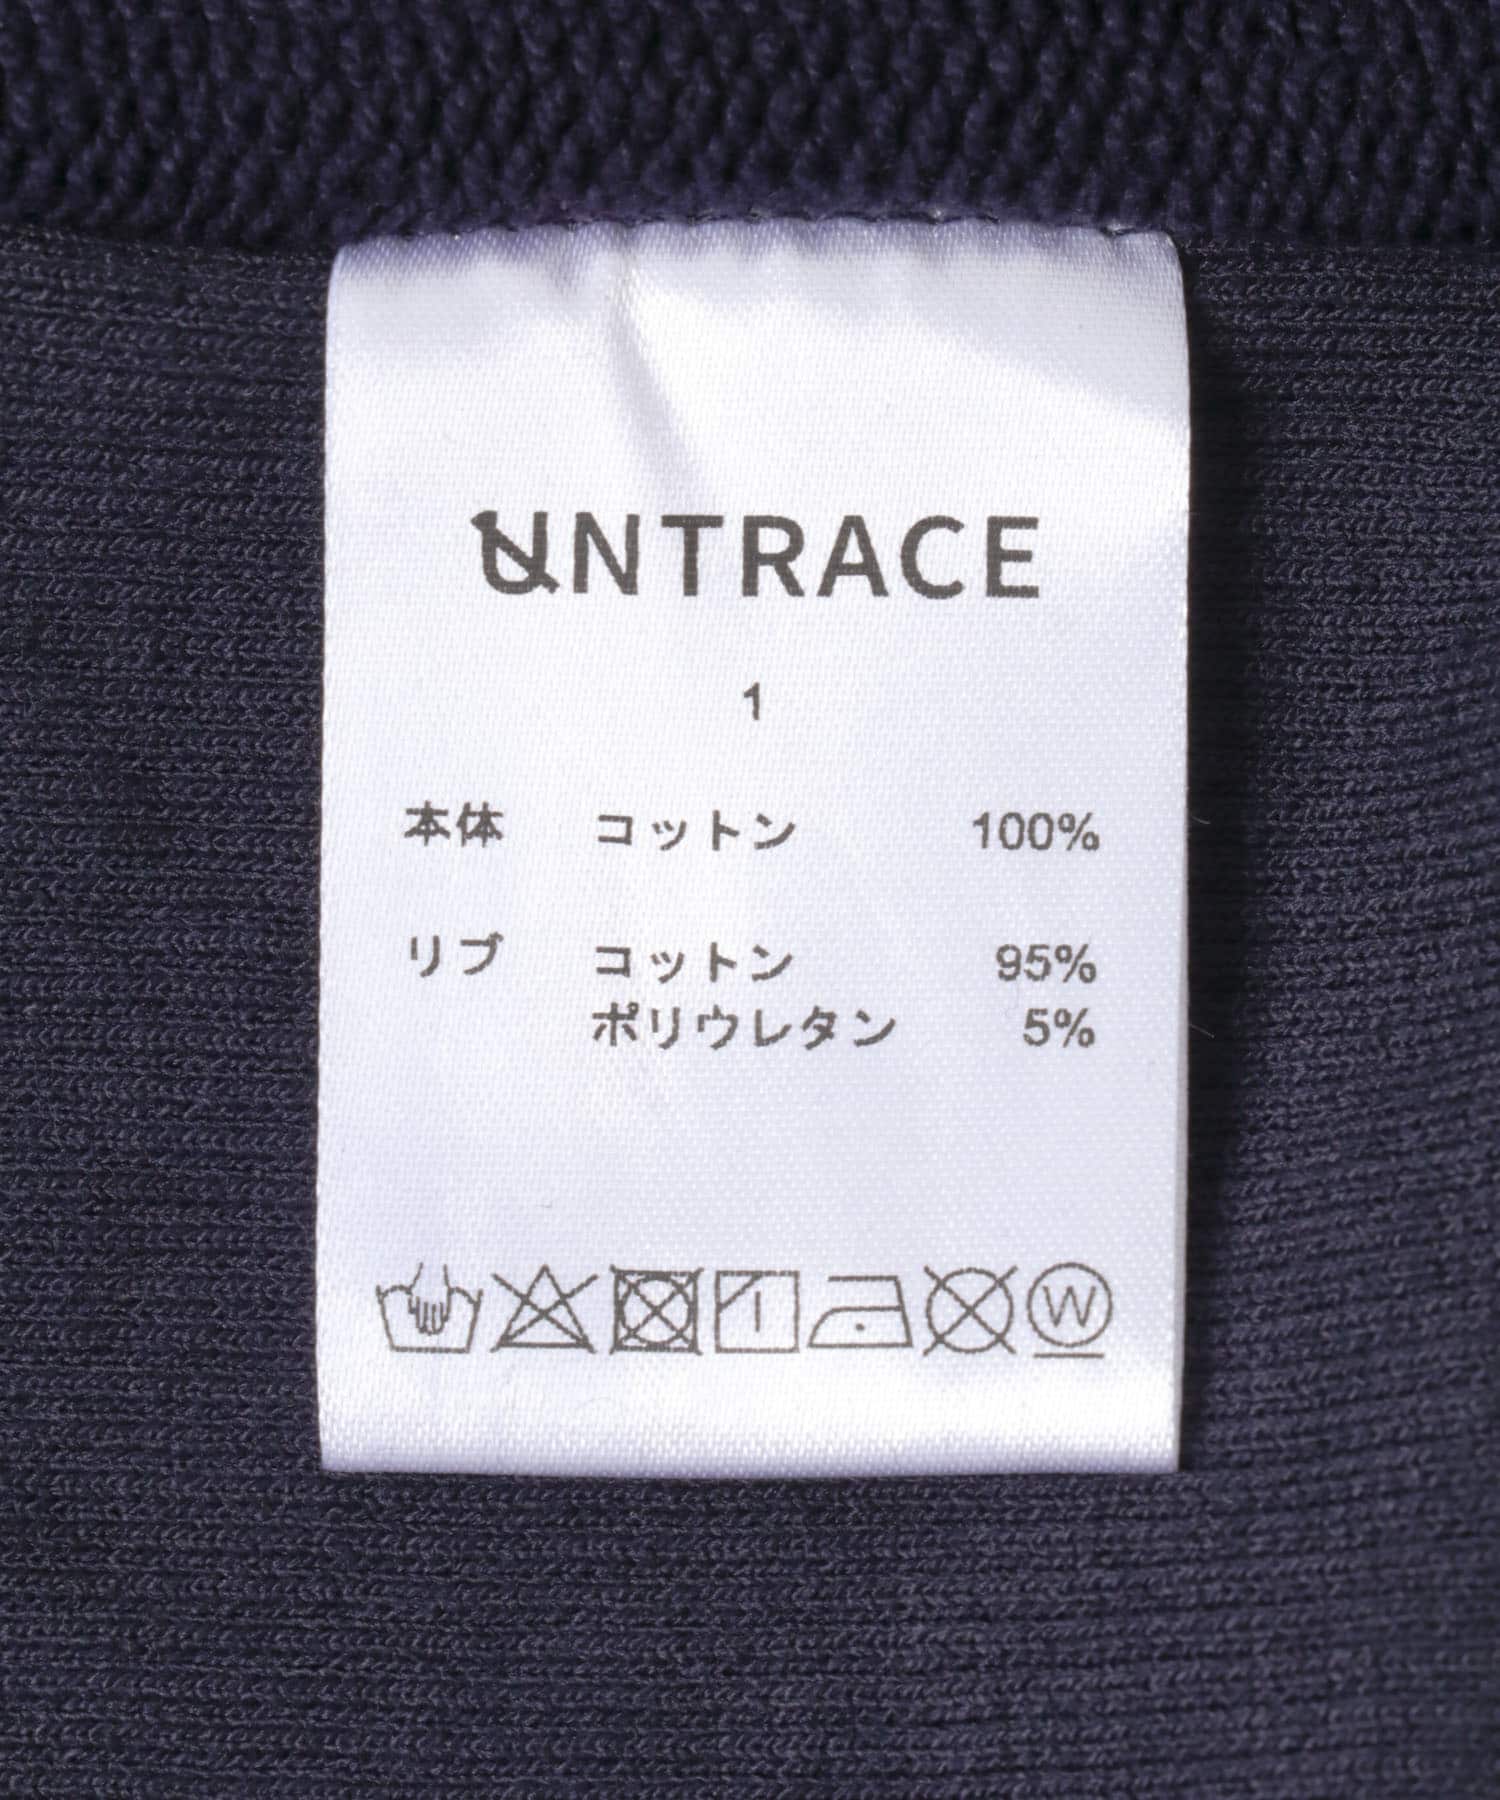 UNTRACE
1
本体 コットン 100%
リブ コットン 95%
ポリウレタン 5%
W